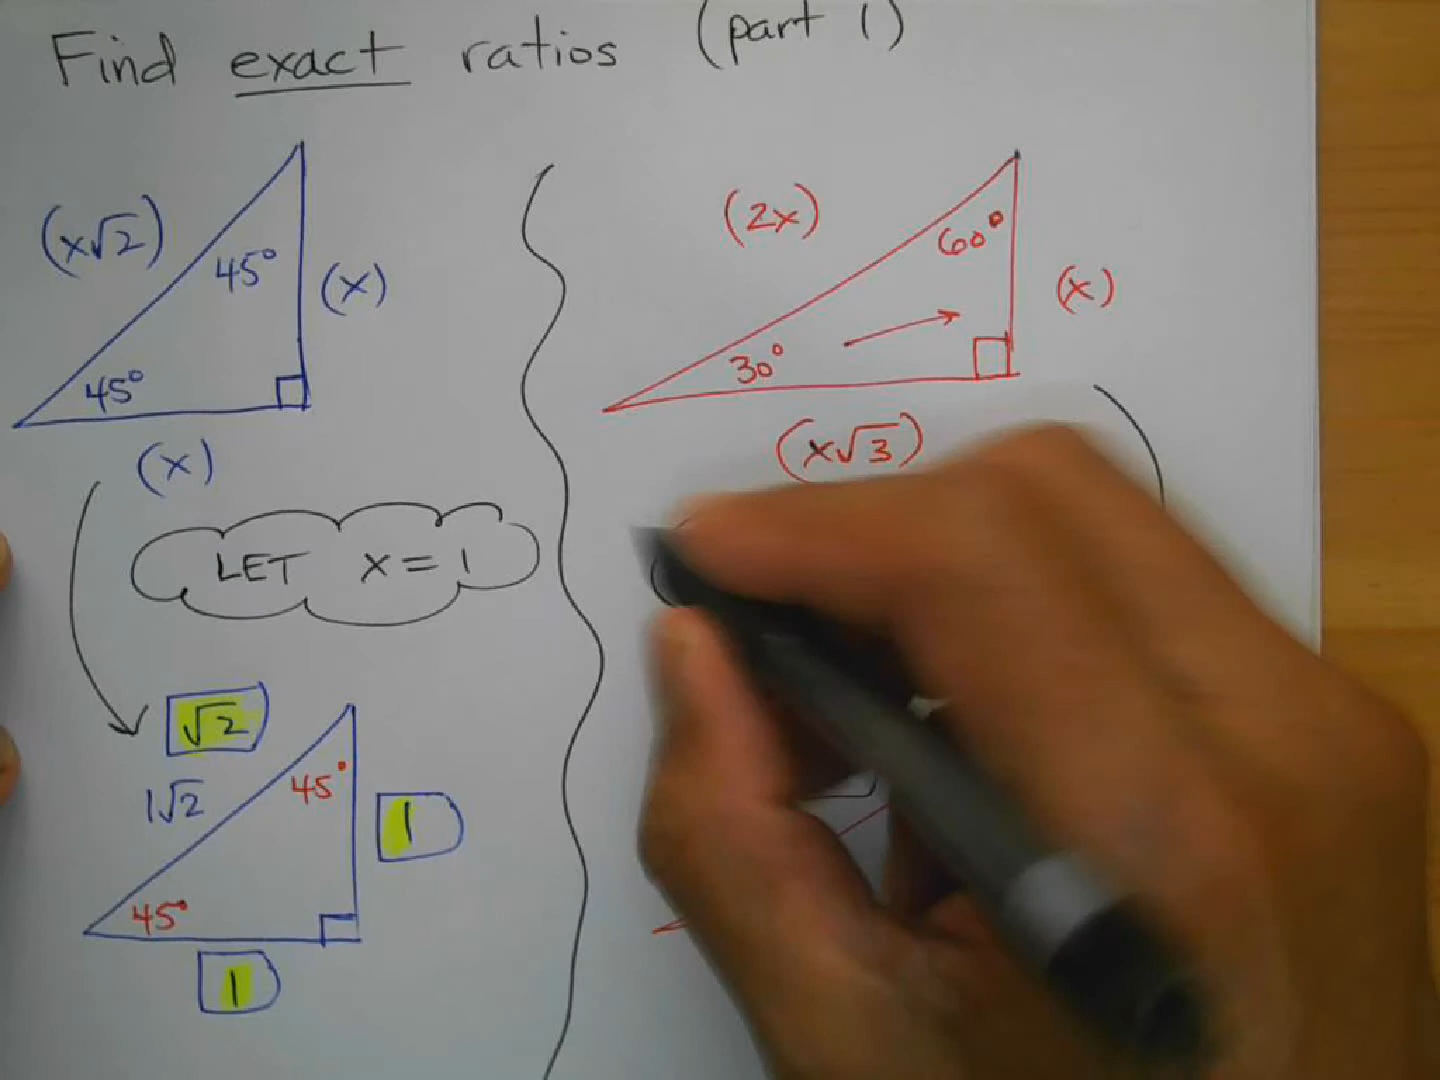 Find exact ratios (part 1)
(x√2)
45°
(x)
45°
(x)
(2x)
60°
(x)
30°
(x√3)
LET x = 1
√2
1√2
45°
1
45°
1